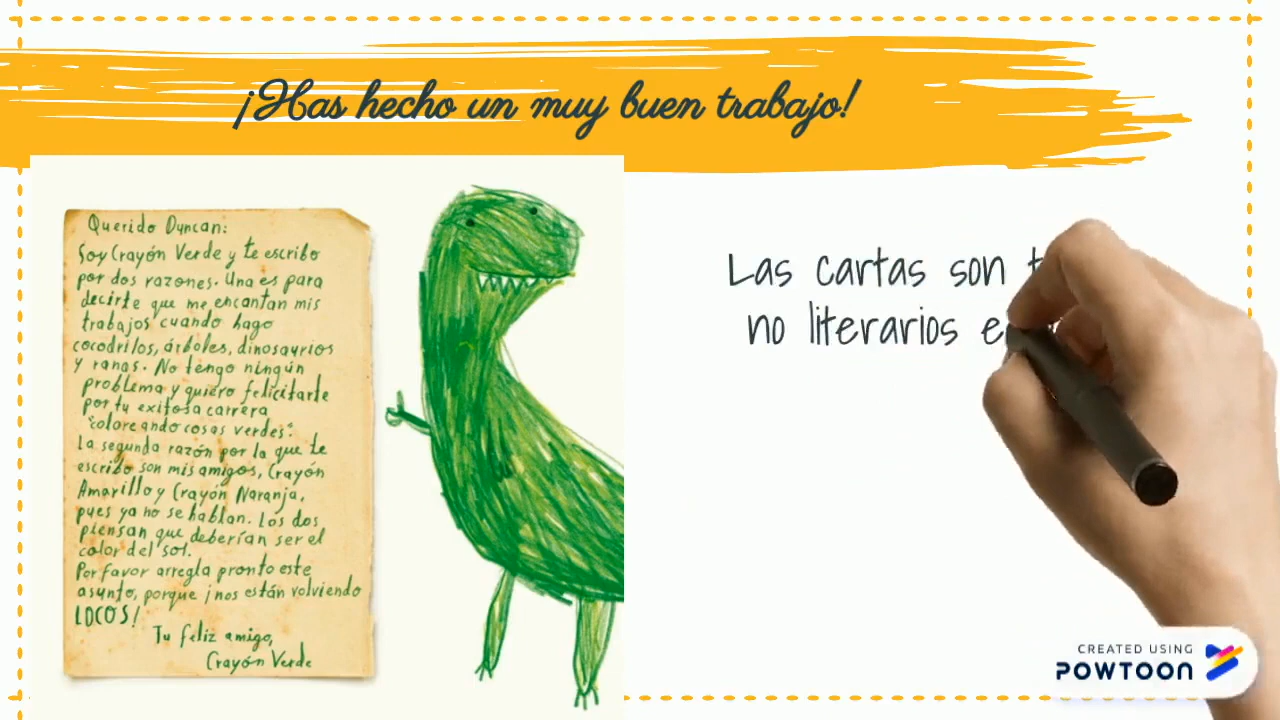 ¡Has hecho un muy buen trabajo!
Querido Duncan:
Soy Crayón Verde y te escribo
por dos razones. Una es para
decirte que me encantan mis
trabajos cuando hago
cocodrilos, árboles, dinosaurios
y ranas. No tengo ningún
problema y quiero felicitarte
por tu exitosa carrera
"coloreando cosas verdes".
La segunda razón por la que te
escribo son mis amigos, Crayón
Amarillo y Crayón Naranja,
pues ya no se hablan. Los dos
piensan que deberían ser el
color del sol.
Por favor arregla pronto este
asunto, porque ¡nos están volviendo
LOCOS!
Tu feliz amigo,
Crayón Verde
Las cartas son t
no literarios e
CREATED USING
POWTOON